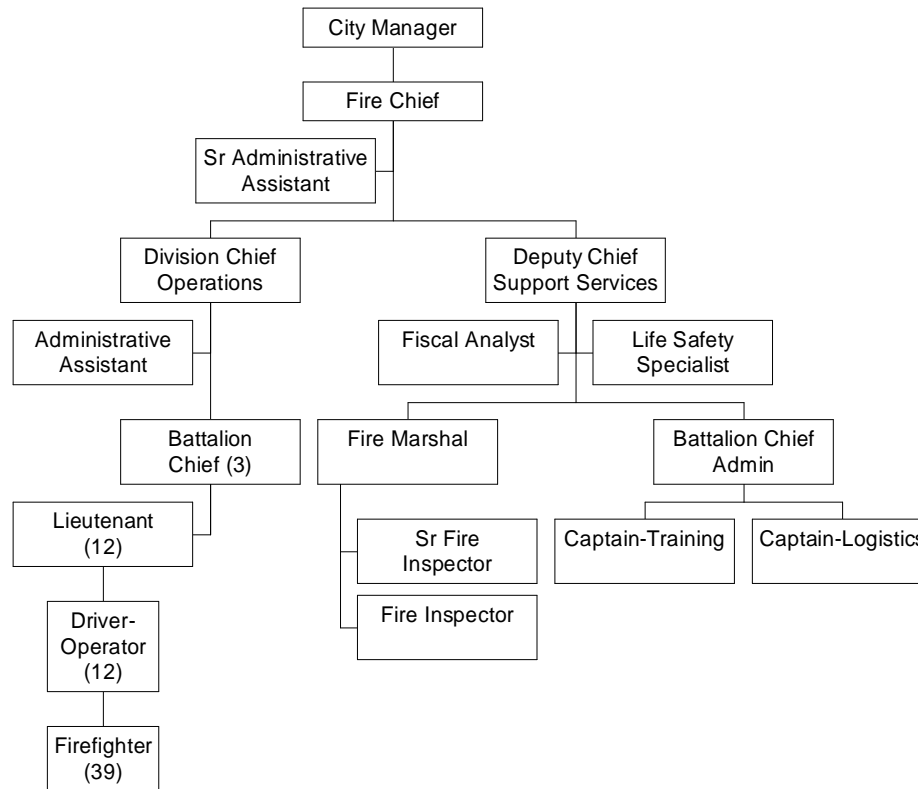 City Manager
Fire Chief
Sr Administrative
Assistant
Division Chief
Operations
Deputy Chief
Support Services
Administrative
Assistant
Fiscal Analyst
Life Safety
Specialist
Battalion
Chief (3)
Fire Marshal
Battalion Chief
Admin
Lieutenant
(12)
Sr Fire
Inspector
Captain-Training
Captain-Logistics
Driver-
Operator
(12)
Fire Inspector
Firefighter
(39)